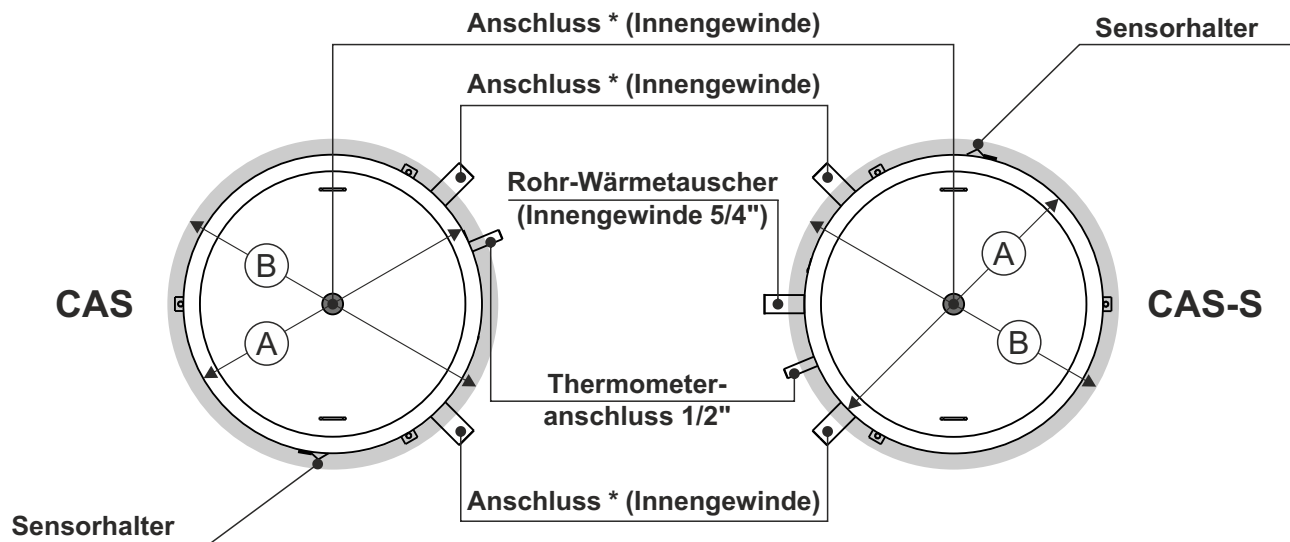 Anschluss * (Innengewinde)
Sensorhalter
Anschluss * (Innengewinde)
Rohr-Wärmetauscher
(Innengewinde 5/4")
B
A
CAS
A
B
CAS-S
Thermometer-
anschluss 1/2"
Anschluss * (Innengewinde)
Sensorhalter